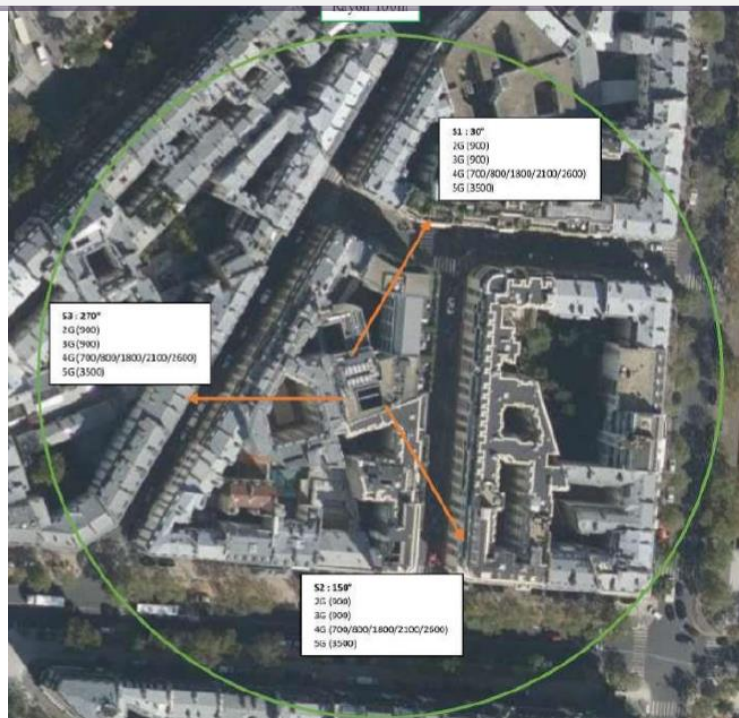 Rayon 100m
S1 : 30°
2G (900)
3G (900)
4G (700/800/1800/2100/2600)
5G (3500)
S3 : 270°
2G (900)
3G (900)
4G (700/800/1800/2100/2600)
5G (3500)
S2 : 150°
2G (900)
3G (900)
4G (700/800/1800/2100/2600)
5G (3500)